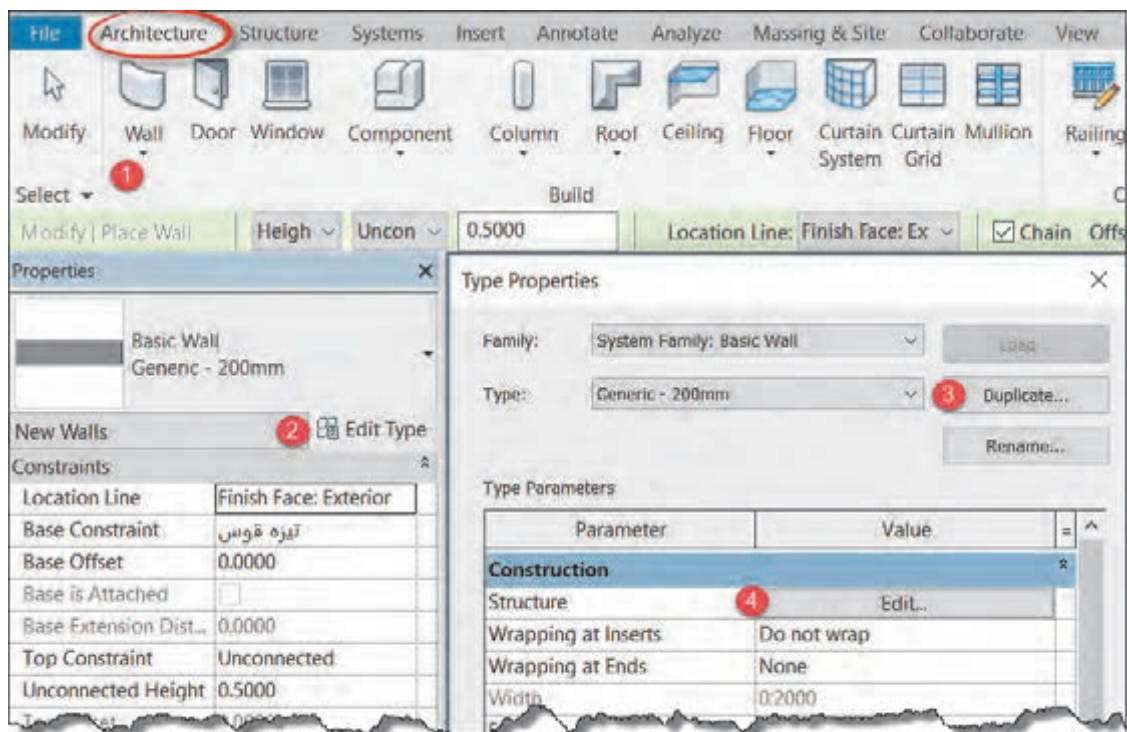 File Architecture Structure Systems Insert Annotate Analyze Massing & Site Collaborate View
Modify Wall Door Window Component Column Roof Ceiling Floor Curtain System Curtain Grid Mullion Railing
1
Select Build C
Modify | Place Wall Heigh Uncon 0.5000 Location Line: Finish Face: Ex Chain Offs
Properties
Basic Wall
Generic - 200mm
New Walls 2 Edit Type
Constraints
Location Line Finish Face: Exterior
Base Constraint تیزه قوس
Base Offset 0.0000
Base is Attached
Base Extension Dist... 0.0000
Top Constraint Unconnected
Unconnected Height 0.5000
Type Properties
Family: System Family: Basic Wall Load...
Type: Generic - 200mm 3 Duplicate...
Rename...
Type Parameters
Parameter Value =
Construction
Structure 4 Edit...
Wrapping at Inserts Do not wrap
Wrapping at Ends None
Width 0.2000